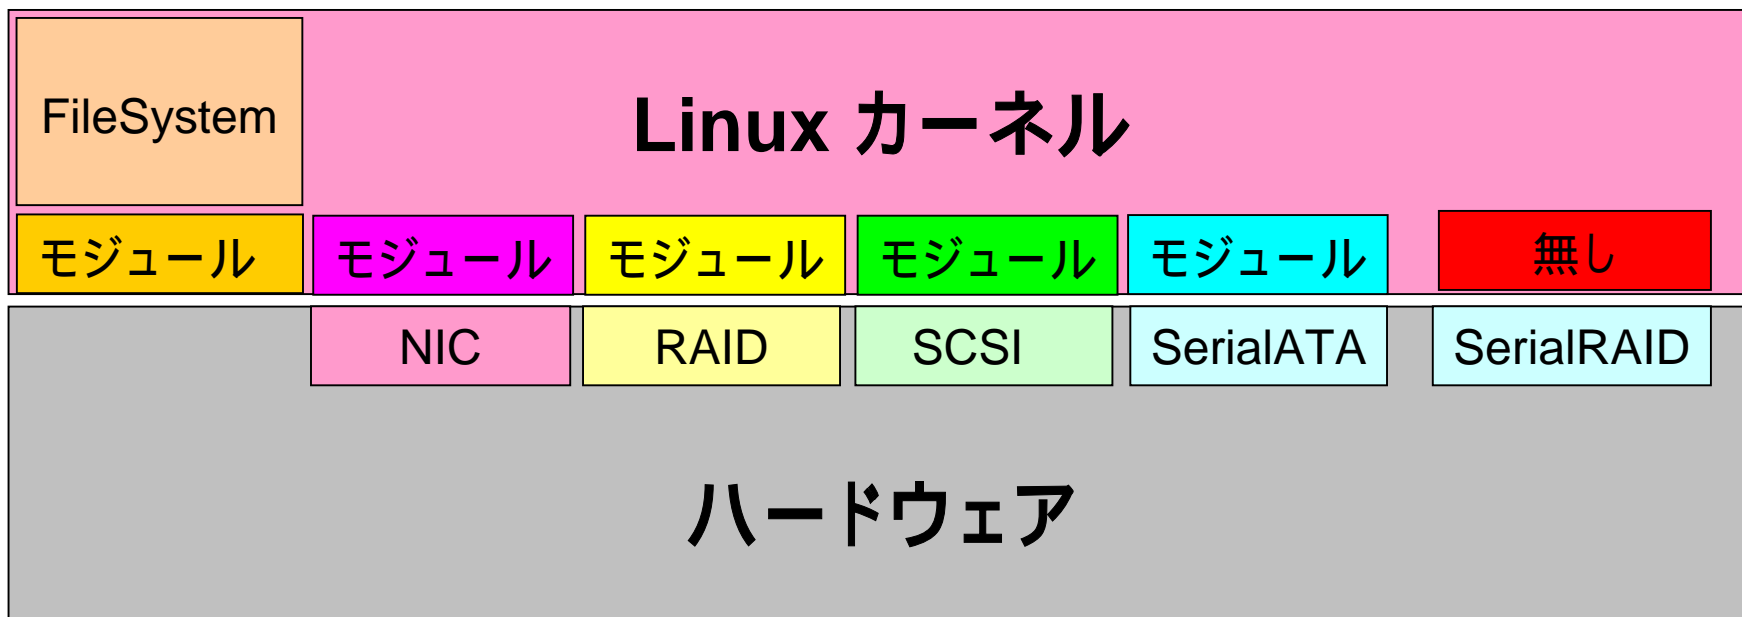 FileSystem
Linux カーネル
モジュール
モジュール
モジュール
モジュール
モジュール
無し
NIC
RAID
SCSI
SerialATA
SerialRAID
ハードウェア